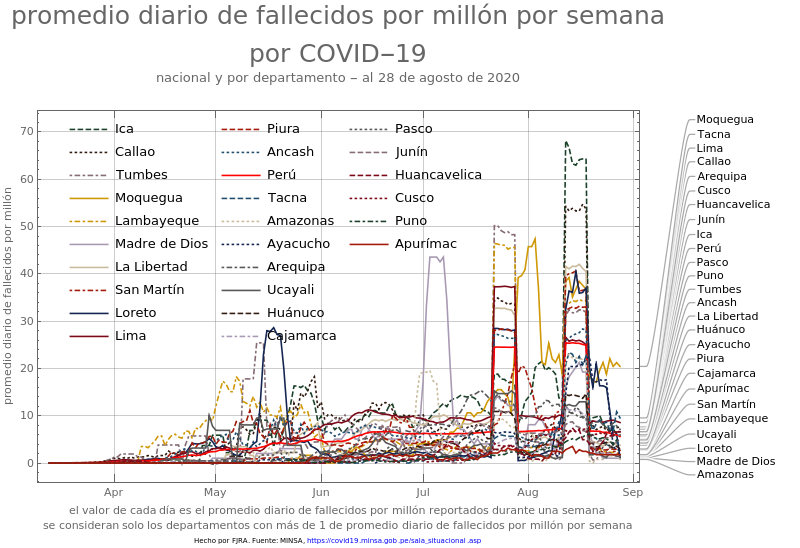 promedio diario de fallecidos por millón por semana
por COVID‒19
nacional y por departamento ‒ al 28 de agosto de 2020
promedio diario de fallecidos por millón
70
60
50
40
30
20
10
0
Ica
Callao
Tumbes
Moquegua
Lambayeque
Madre de Dios
La Libertad
San Martín
Loreto
Lima
Piura
Ancash
Perú
Tacna
Amazonas
Ayacucho
Arequipa
Ucayali
Huánuco
Cajamarca
Pasco
Junín
Huancavelica
Cusco
Puno
Apurímac
Apr
May
Jun
Jul
Aug
Sep
Moquegua
Tacna
Lima
Callao
Arequipa
Cusco
Huancavelica
Junín
Ica
Perú
Pasco
Puno
Tumbes
Ancash
La Libertad
Huánuco
Ayacucho
Piura
Cajamarca
Apurímac
San Martín
Lambayeque
Ucayali
Loreto
Madre de Dios
Amazonas
el valor de cada día es el promedio diario de fallecidos por millón reportados durante una semana
se consideran solo los departamentos con más de 1 de promedio diario de fallecidos por millón por semana
Hecho por FJRA. Fuente: MINSA, https://covid19.minsa.gob.pe/sala_situacional .asp